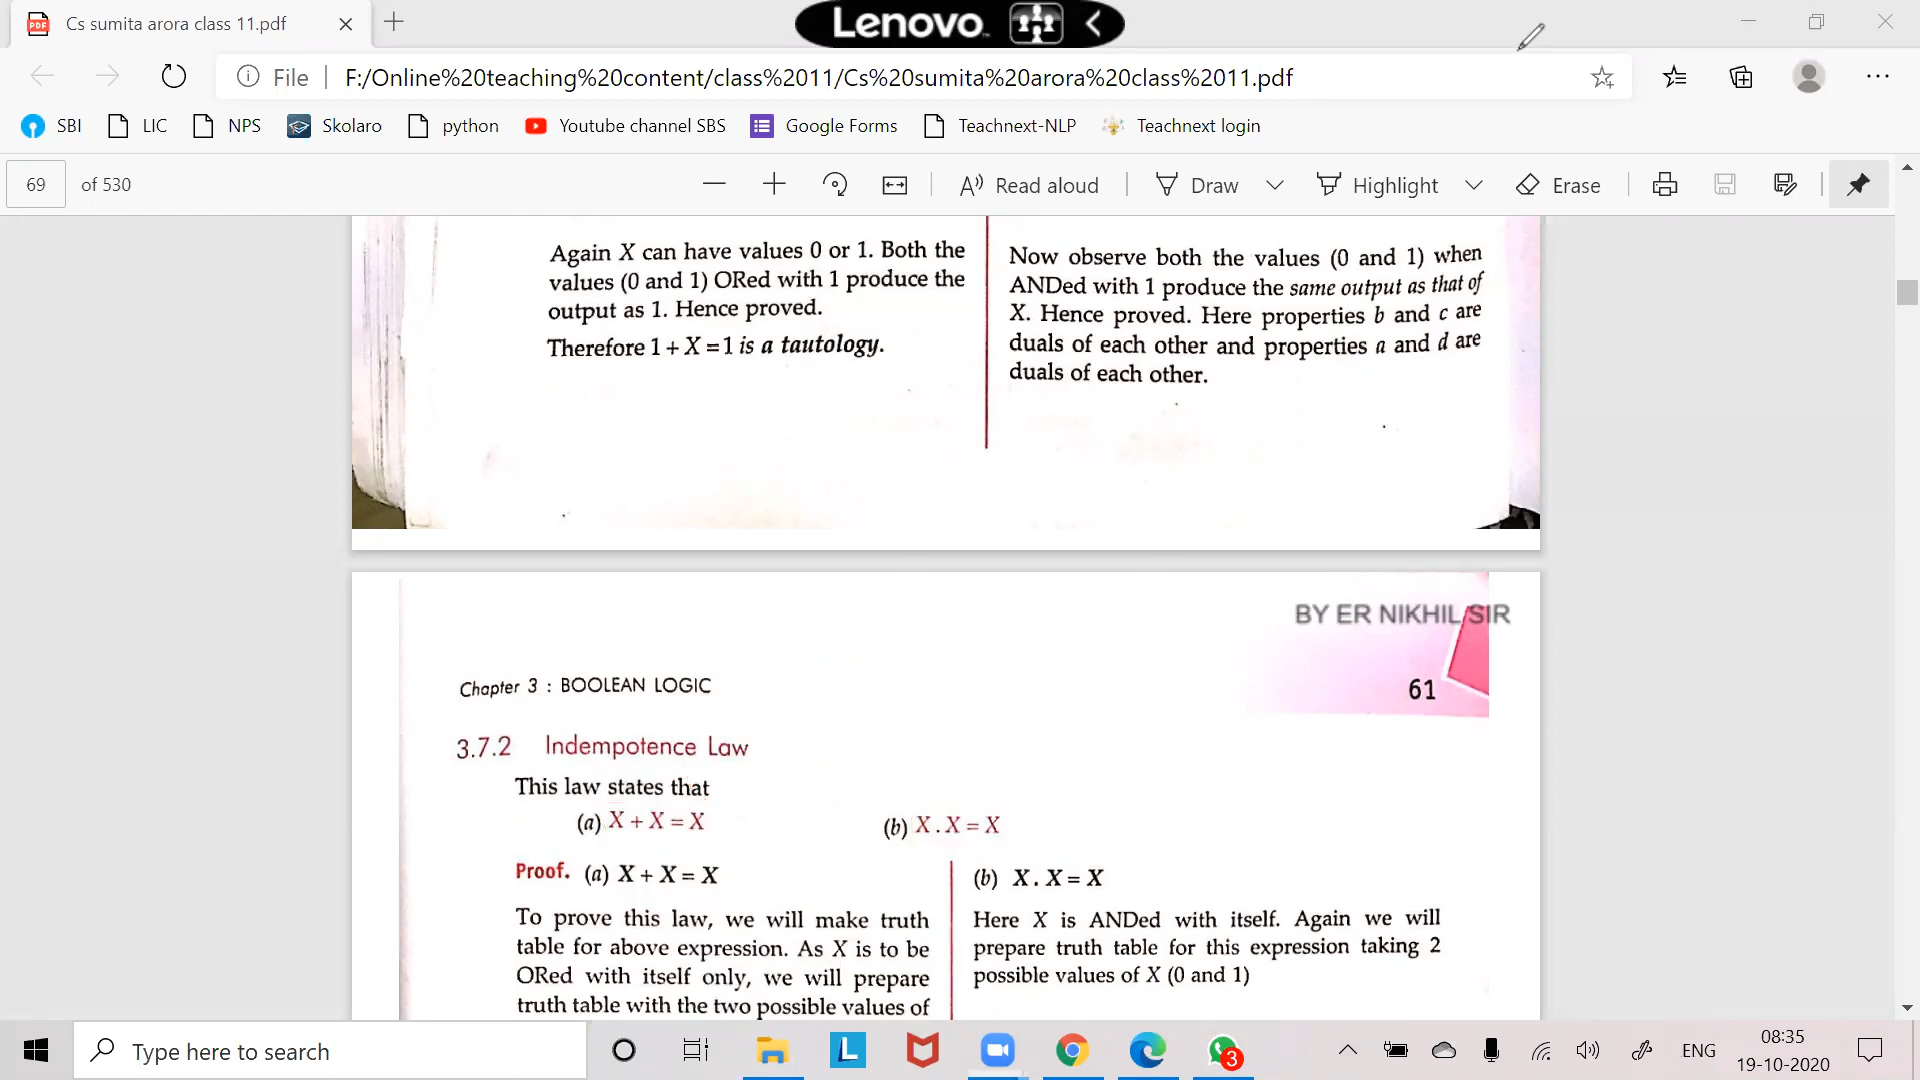 Cs sumita arora class 11.pdf
Lenovo
File
F:/Online%20teaching%20content/class%2011/Cs%20sumita%20arora%20class%2011.pdf
SBI LIC NPS Skolaro python Youtube channel SBS Google Forms Teachnext-NLP Teachnext login
69 of 530 Read aloud Draw Highlight Erase
Again X can have values 0 or 1. Both the
values (0 and 1) ORed with 1 produce the
output as 1. Hence proved.
Therefore 1 + X = 1 is a tautology.
Now observe both the values (0 and 1) when
ANDed with 1 produce the same output as that of
X. Hence proved. Here properties b and c are
duals of each other and properties a and d are
duals of each other.
BY ER NIKHIL SIR
Chapter 3 : BOOLEAN LOGIC
61
3.7.2 Indempotence Law
This law states that
(a) X + X = X
(b) X . X = X
Proof. (a) X + X = X
To prove this law, we will make truth
table for above expression. As X is to be
ORed with itself only, we will prepare
truth table with the two possible values of
(b) X . X = X
Here X is ANDed with itself. Again we will
prepare truth table for this expression taking 2
possible values of X (0 and 1)
Type here to search
L
3
ENG
08:35
19-10-2020